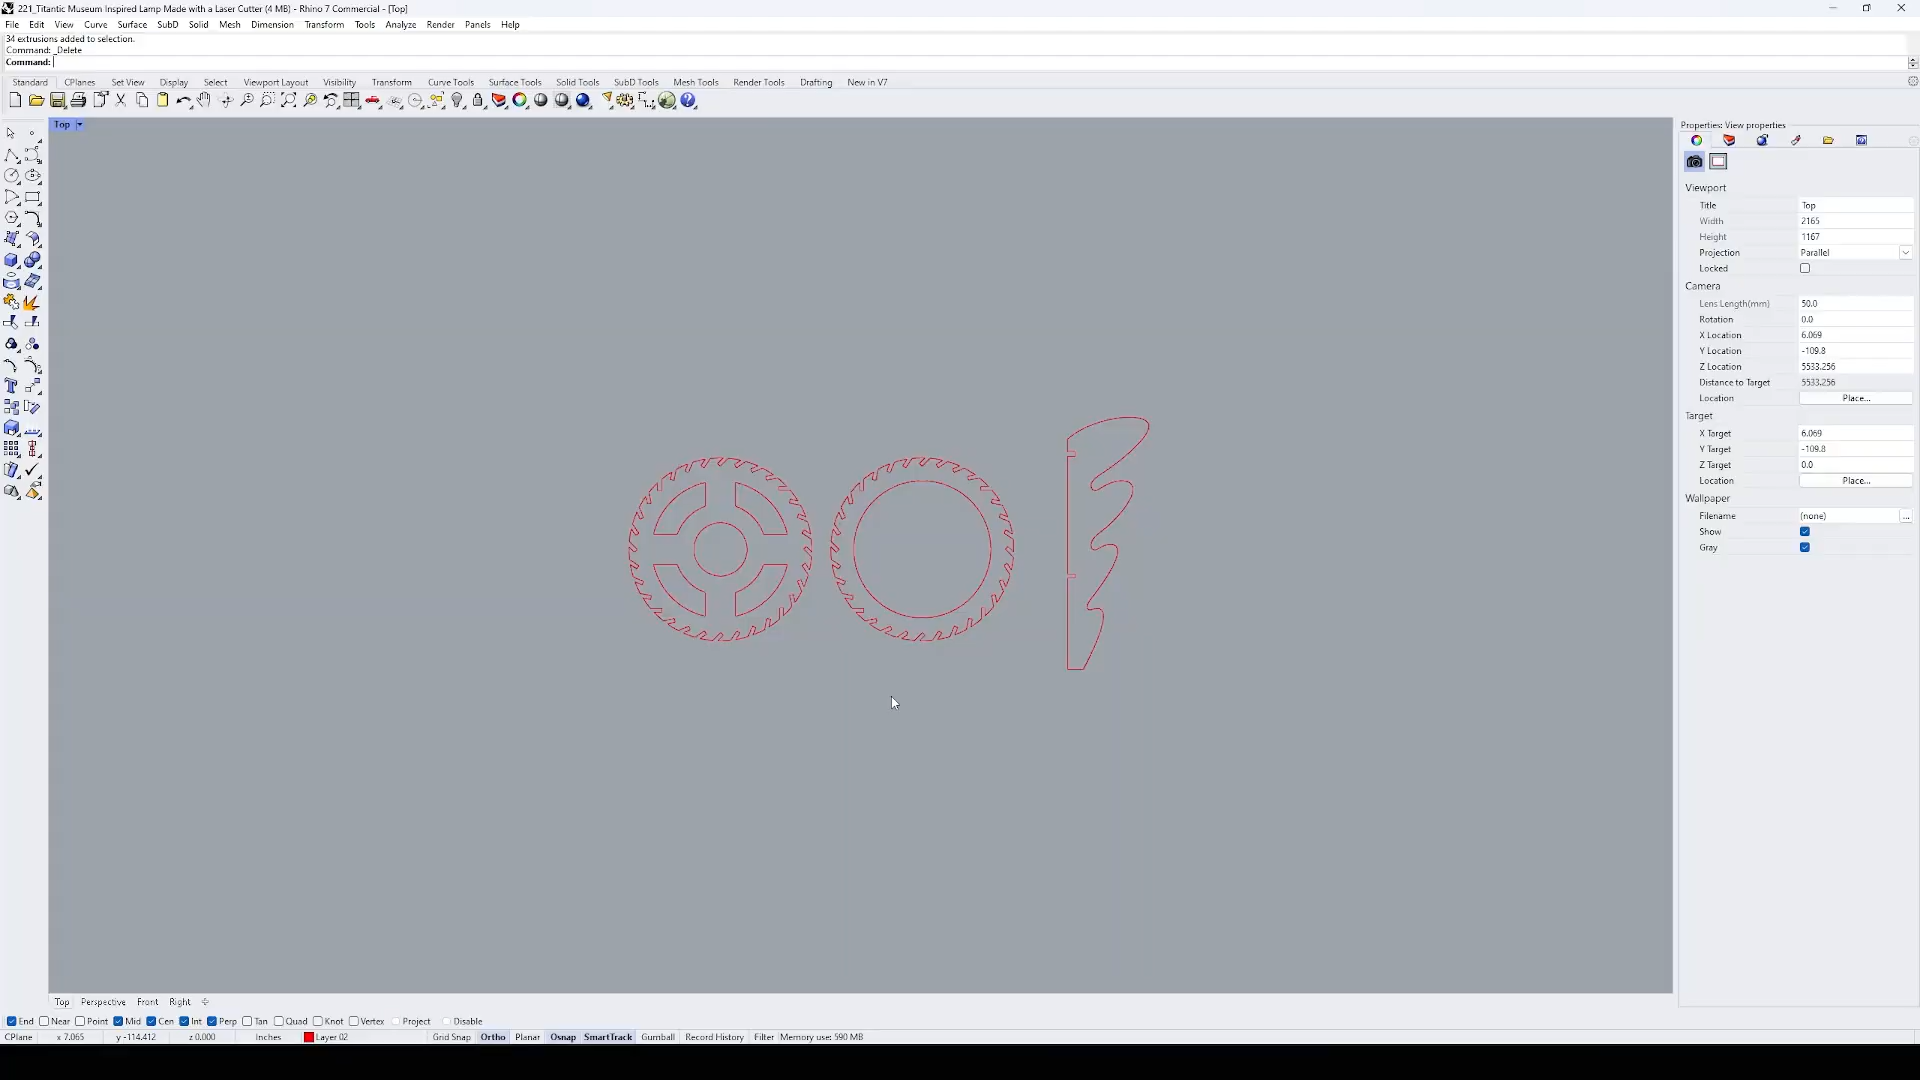 221_Titantic Museum Inspired Lamp Made with a Laser Cutter (4 MB) - Rhino 7 Commercial - [Top]
File Edit View Curve Surface SubD Solid Mesh Dimension Transform Tools Analyze Render Panels Help
34 extrusions added to selection.
Command: _Delete
Command:
Standard CPlanes Set View Display Select Viewport Layout Visibility Transform Curve Tools Surface Tools Solid Tools SubD Tools Mesh Tools Render Tools Drafting New in V7
Top
Properties: View properties
Viewport
Title Top
Width 2165
Height 1167
Projection Parallel
Locked
Camera
Lens Length(mm) 50.0
Rotation 0.0
X Location 6.069
Y Location -109.8
Z Location 5533.256
Distance to Target 5533.256
Location Place...
Target
X Target 6.069
Y Target -109.8
Z Target 0.0
Location Place...
Wallpaper
Filename (none) ...
Show
Gray
Top Perspective Front Right
End Near Point Mid Cen Int Perp Tan Quad Knot Vertex Project Disable
CPlane x 7.065 y -114.412 z 0.000 Inches Layer 02 Grid Snap Ortho Planar Osnap SmartTrack Gumball Record History Filter Memory use: 590 MB